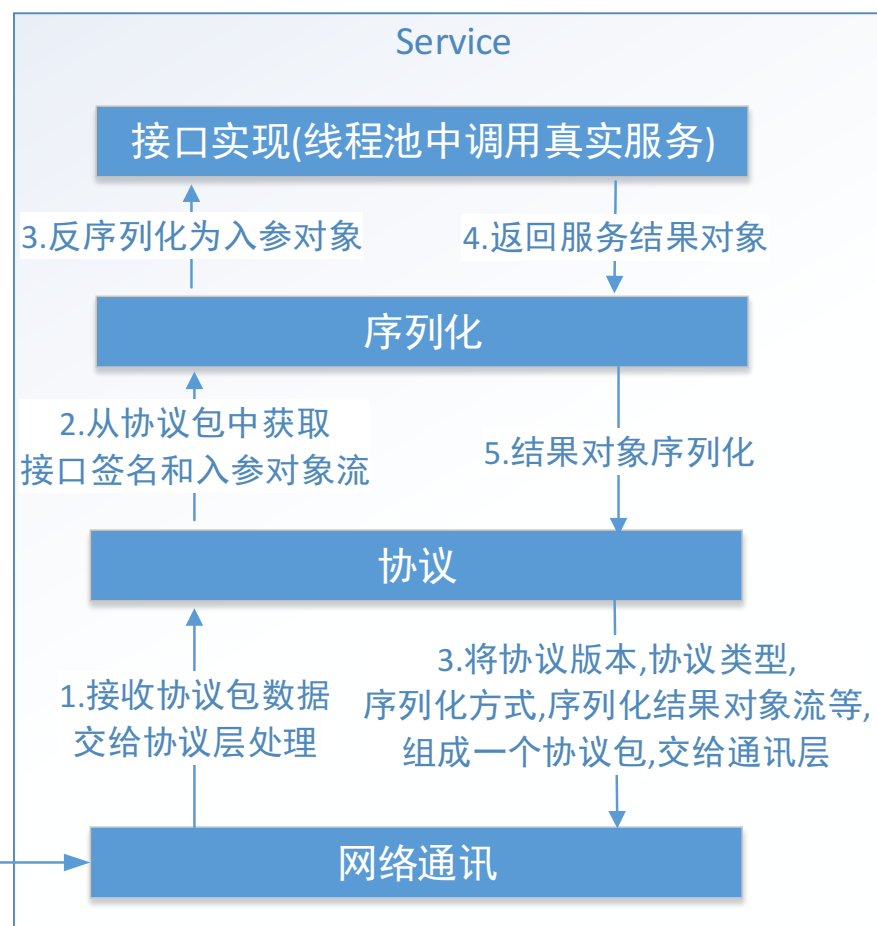 Service
接口实现(线程池中调用真实服务)
3.反序列化为入参对象
4.返回服务结果对象
序列化
2.从协议包中获取
接口签名和入参对象流
5.结果对象序列化
协议
1.接收协议包数据
交给协议层处理
3.将协议版本,协议类型,
序列化方式,序列化结果对象流等,
组成一个协议包,交给通讯层
网络通讯